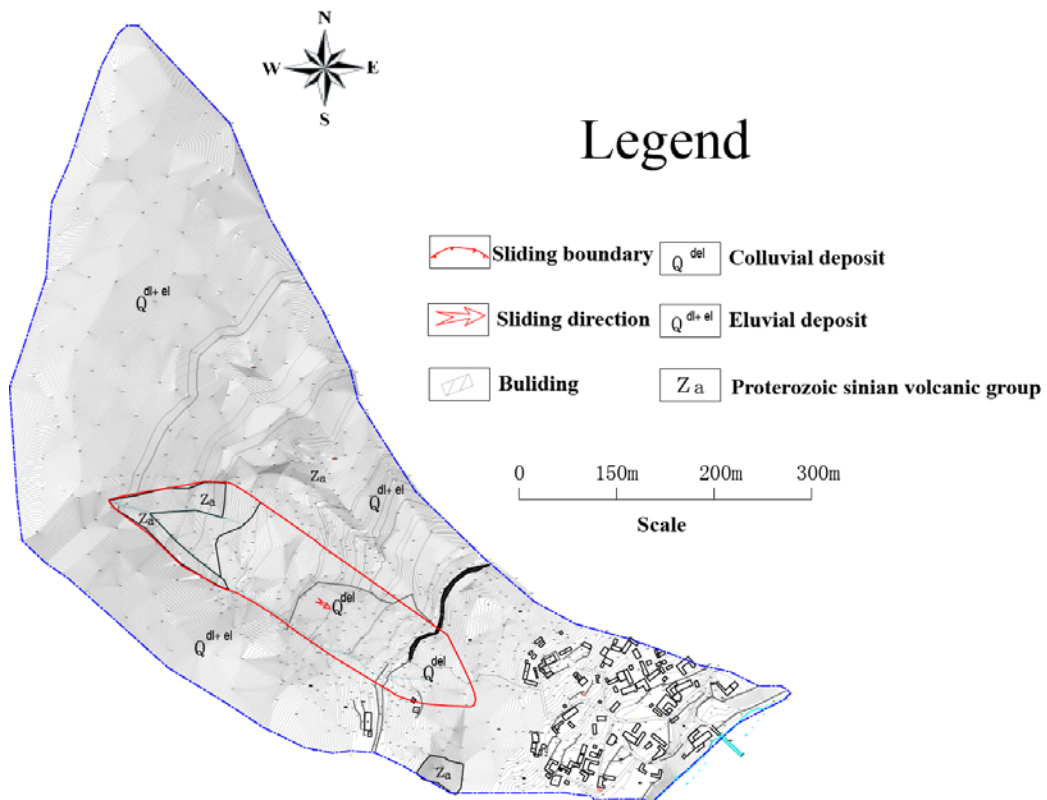 N
W E
S
Legend
Sliding boundary Q del Colluvial deposit
Sliding direction Q dl+el Eluvial deposit
Buliding Za Proterozoic sinian volcanic group
0 150m 200m 300m
Scale
Q dl+el
Za
Za
Q dl+el
Za
Q del
Q dl+el
Q del
Za